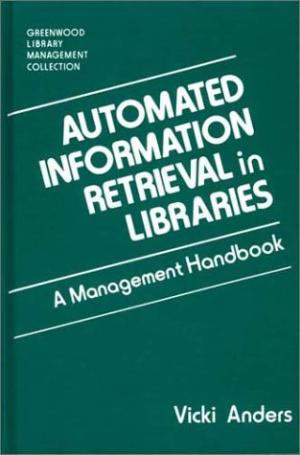 GREENWOOD
LIBRARY
MANAGEMENT
COLLECTION
AUTOMATED
INFORMATION
RETRIEVAL in
LIBRARIES
A Management Handbook
Vicki Anders